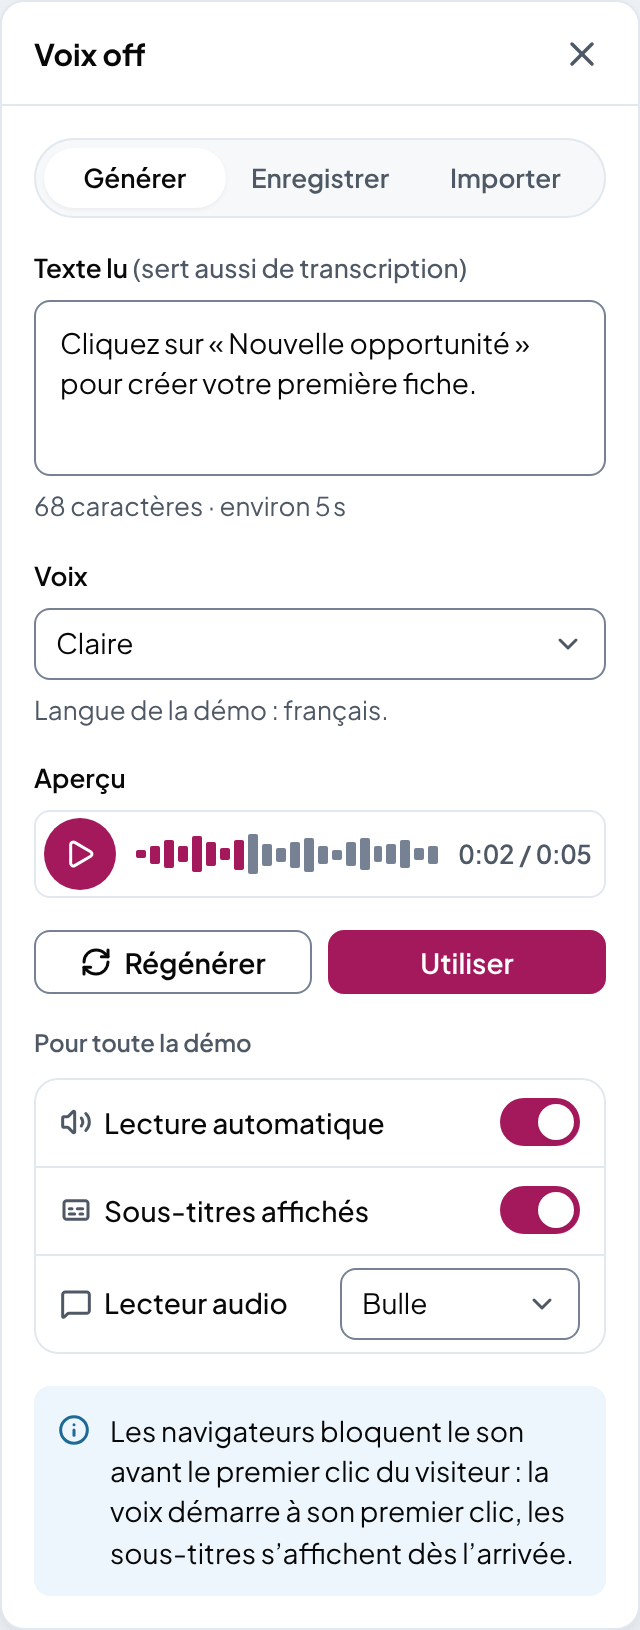 Voix off
Générer
Enregistrer
Importer
Texte lu (sert aussi de transcription)
Cliquez sur « Nouvelle opportunité »
pour créer votre première fiche.
68 caractères · environ 5 s
Voix
Claire
Langue de la démo : français.
Aperçu
0:02 / 0:05
Régénérer
Utiliser
Pour toute la démo
Lecture automatique
Sous-titres affichés
Lecteur audio
Bulle
Les navigateurs bloquent le son
avant le premier clic du visiteur : la
voix démarre à son premier clic, les
sous-titres s’affichent dès l’arrivée.